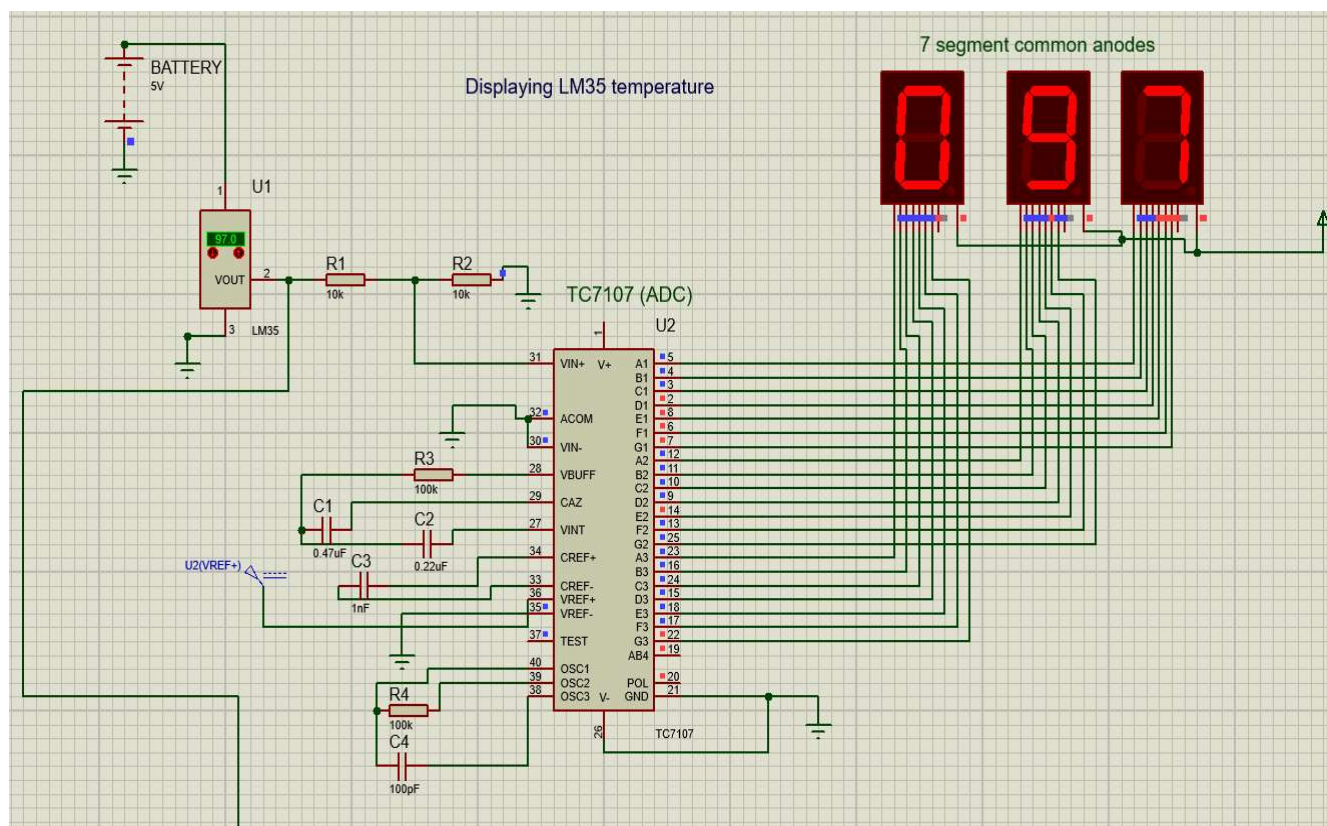 7 segment common anodes
BATTERY
5V
Displaying LM35 temperature
097
1
U1
97.0
VOUT
2
3
LM35
R1
10k
R2
10k
TC7107 (ADC)
U2
1
31 VIN+ V+ A1 5
B1 4
C1 3
D1 2
32 ACOM E1 8
F1 6
30 VIN- G1 7
A2 12
28 VBUFF B2 11
C2 10
29 CAZ D2 9
E2 14
27 VINT F2 13
G2 25
34 CREF+ A3 23
B3 16
33 CREF- C3 24
36 VREF+ D3 15
35 VREF- E3 18
F3 17
37 TEST G3 22
AB4 19
40 OSC1
39 OSC2 POL 20
38 OSC3 V- GND 21
26
TC7107
R3
100k
C1
0.47uF
C2
0.22uF
C3
1nF
U2(VREF+)
R4
100k
C4
100pF